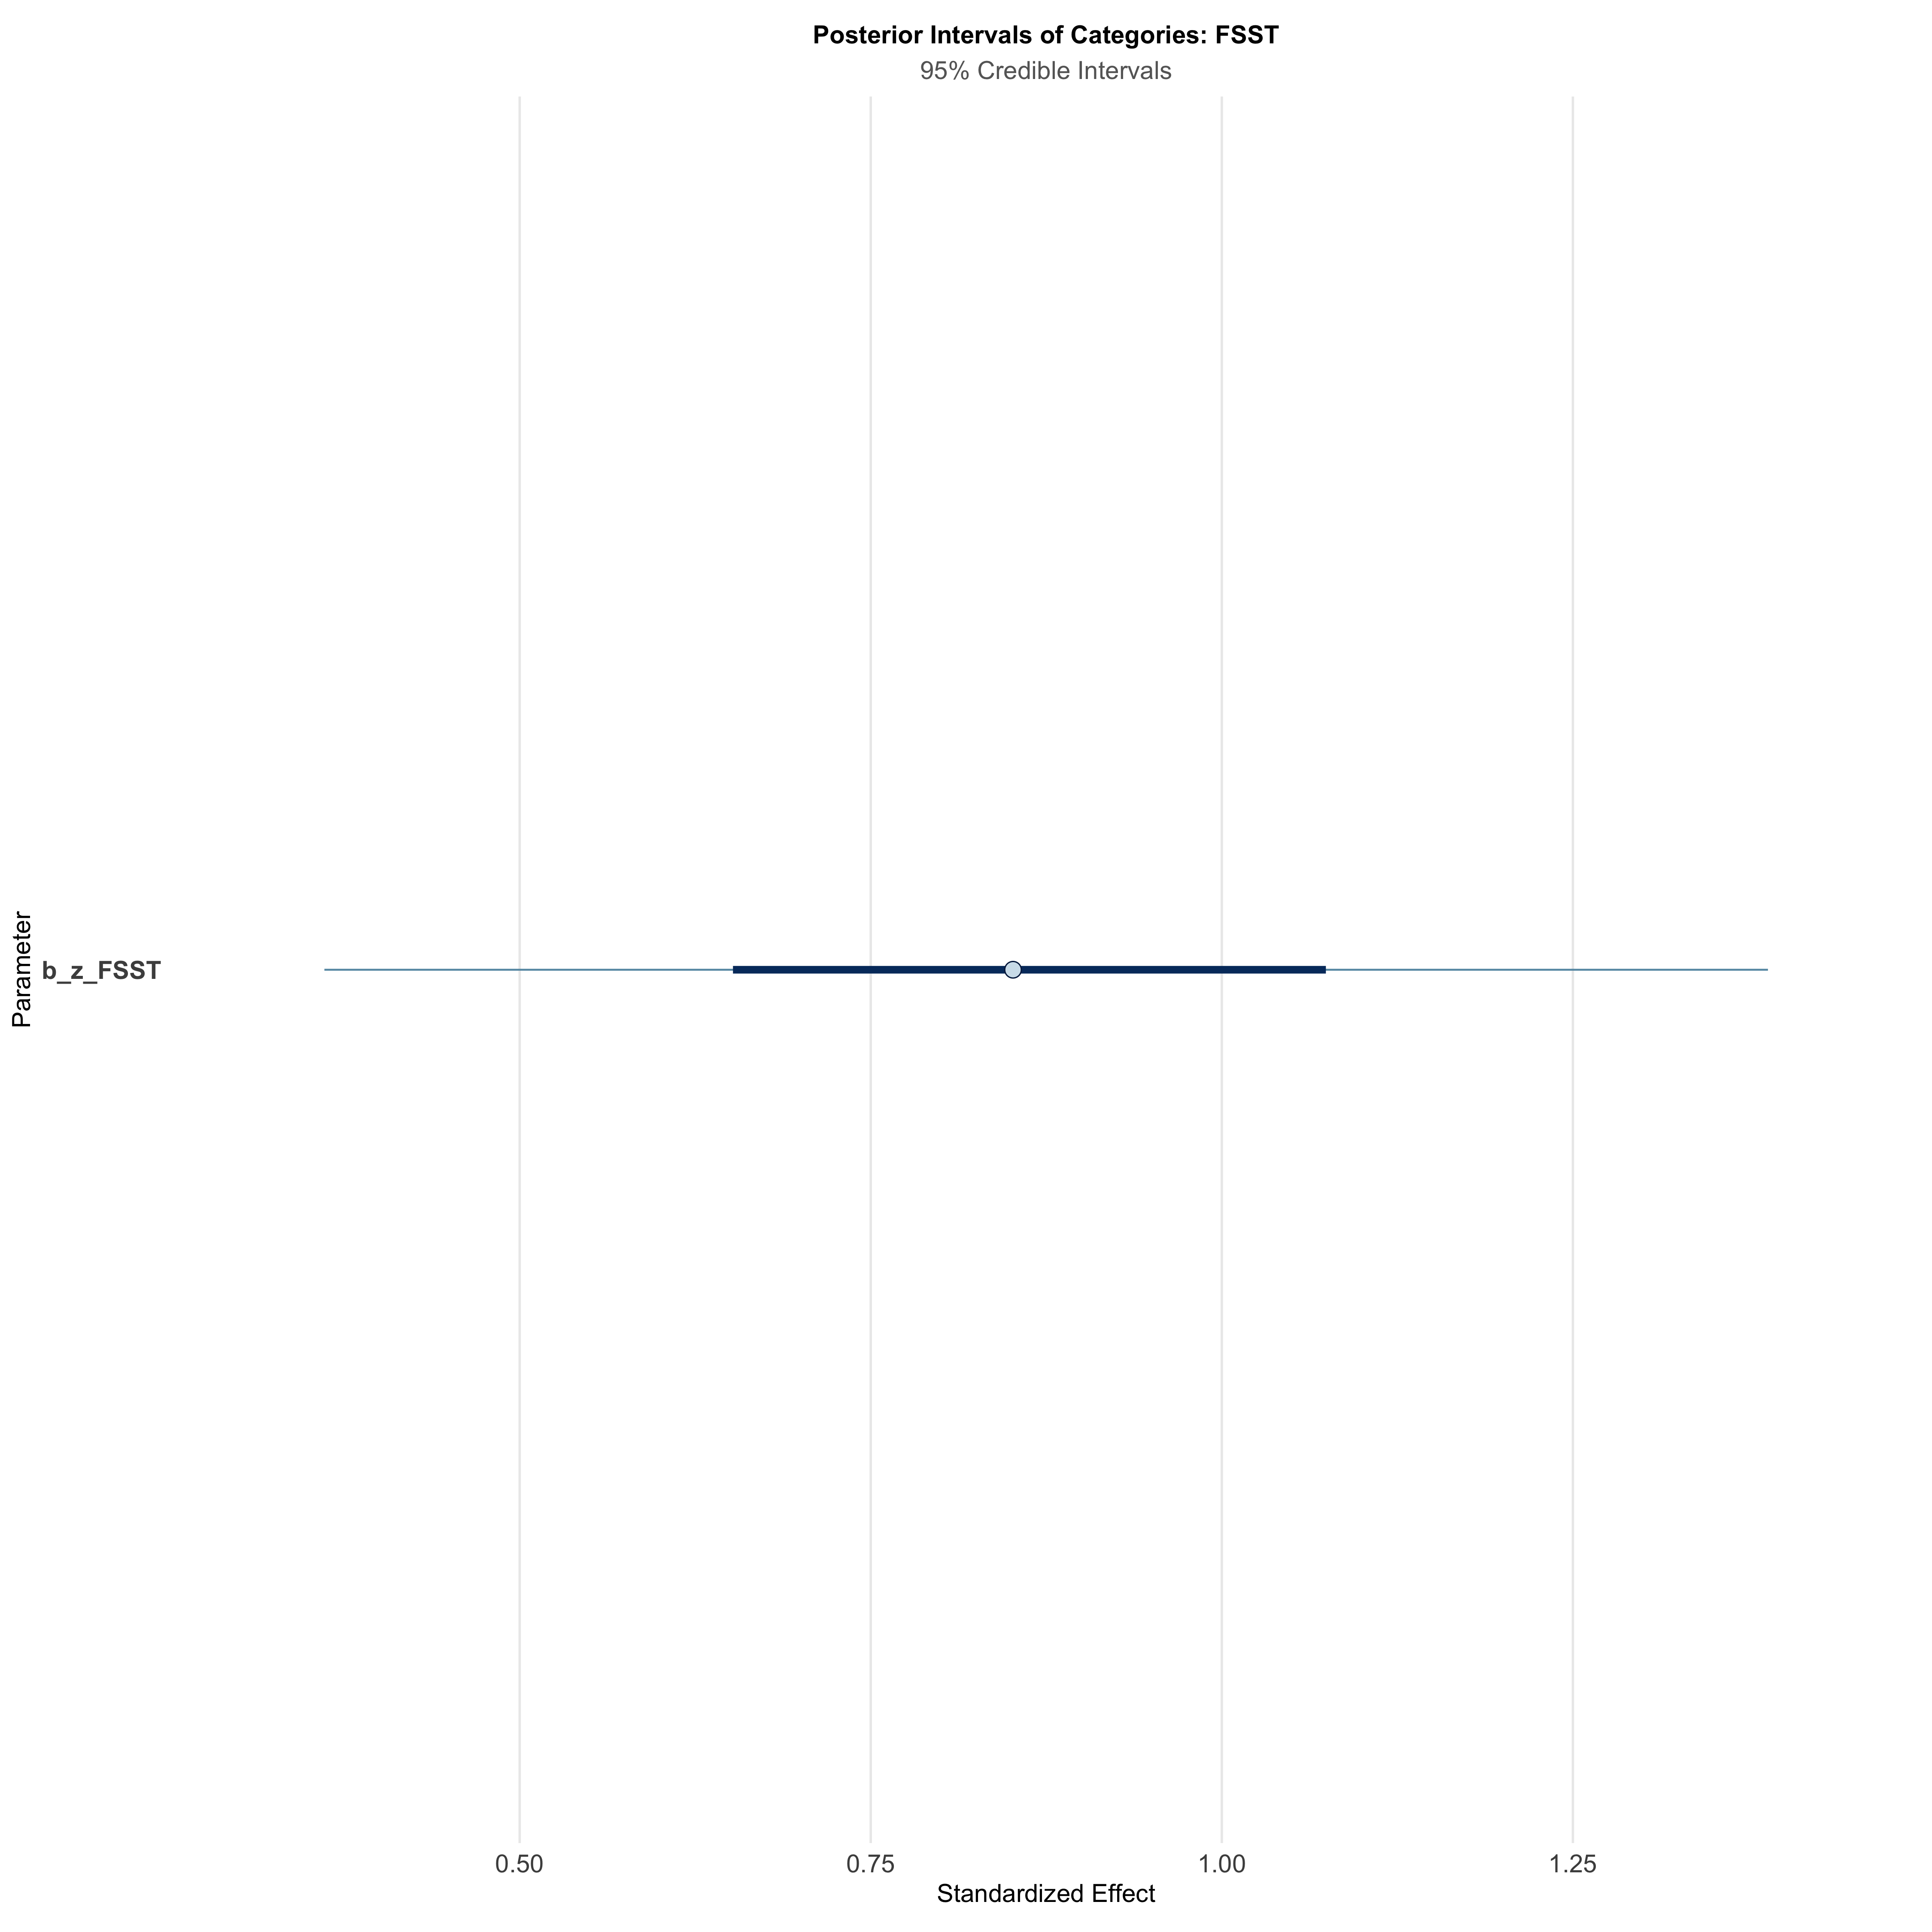 Posterior Intervals of Categories: FSST
95% Credible Intervals
Parameter
b_z_FSST
0.50 0.75 1.00 1.25
Standardized Effect